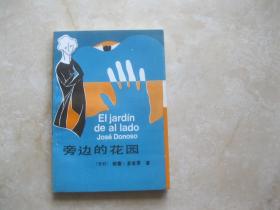 El jardín
de al lado
José Donoso
旁边的花园
(智利) 何塞·多诺索 著